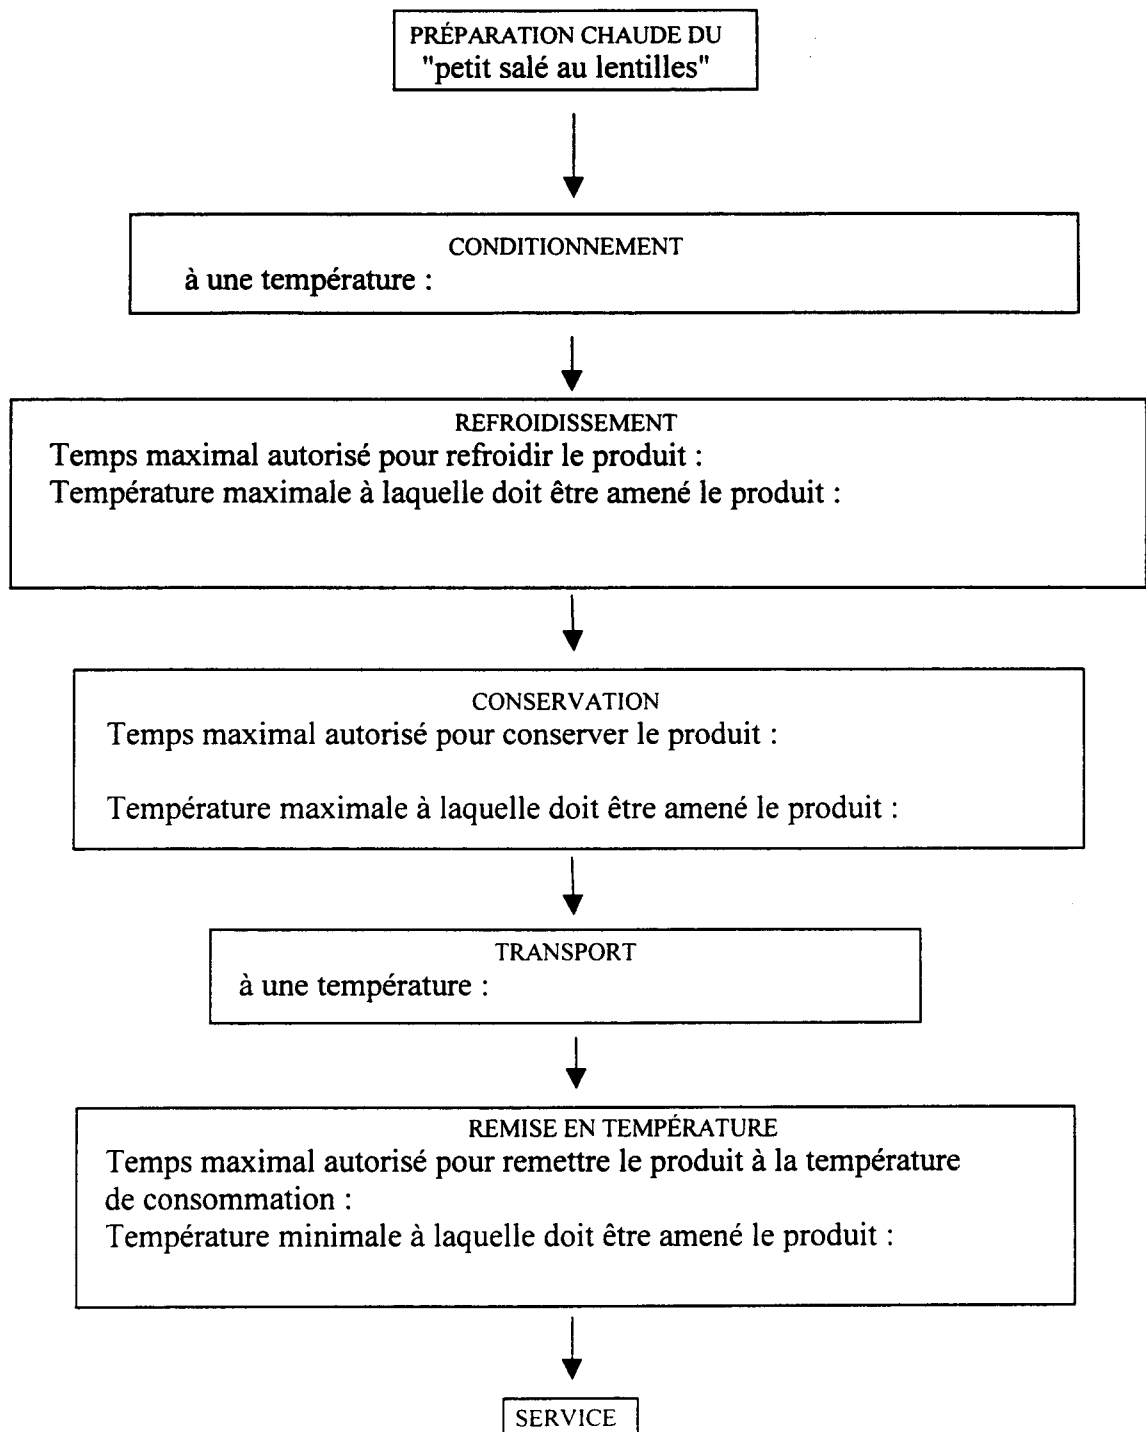 PRÉPARATION CHAUDE DU
"petit salé au lentilles"
CONDITIONNEMENT
à une température :
REFROIDISSEMENT
Temps maximal autorisé pour refroidir le produit :
Température maximale à laquelle doit être amené le produit :
CONSERVATION
Temps maximal autorisé pour conserver le produit :
Température maximale à laquelle doit être amené le produit :
TRANSPORT
à une température :
REMISE EN TEMPÉRATURE
Temps maximal autorisé pour remettre le produit à la température
de consommation :
Température minimale à laquelle doit être amené le produit :
SERVICE